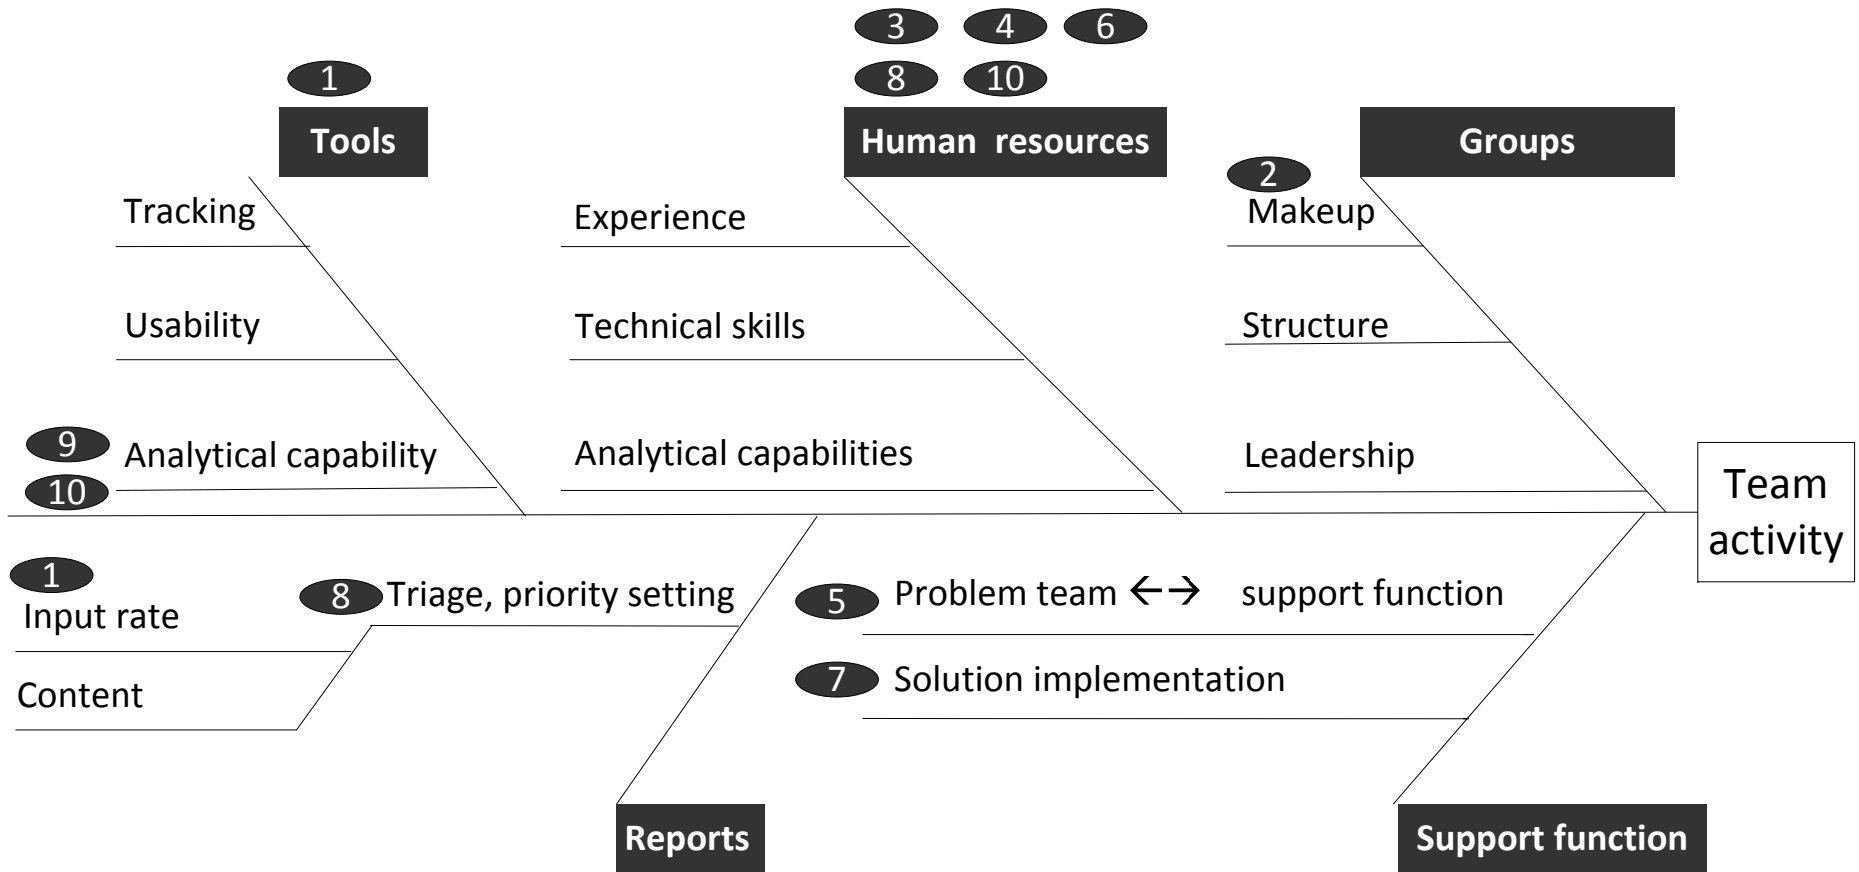 3 4 6
1 8 10
Tools Human resources Groups
2
Tracking Experience Makeup
Usability Technical skills Structure
9
Analytical capability Analytical capabilities Leadership
10
Team
activity
1
Input rate
8 Triage, priority setting
5 Problem team ←→ support function
Content
7 Solution implementation
Reports Support function